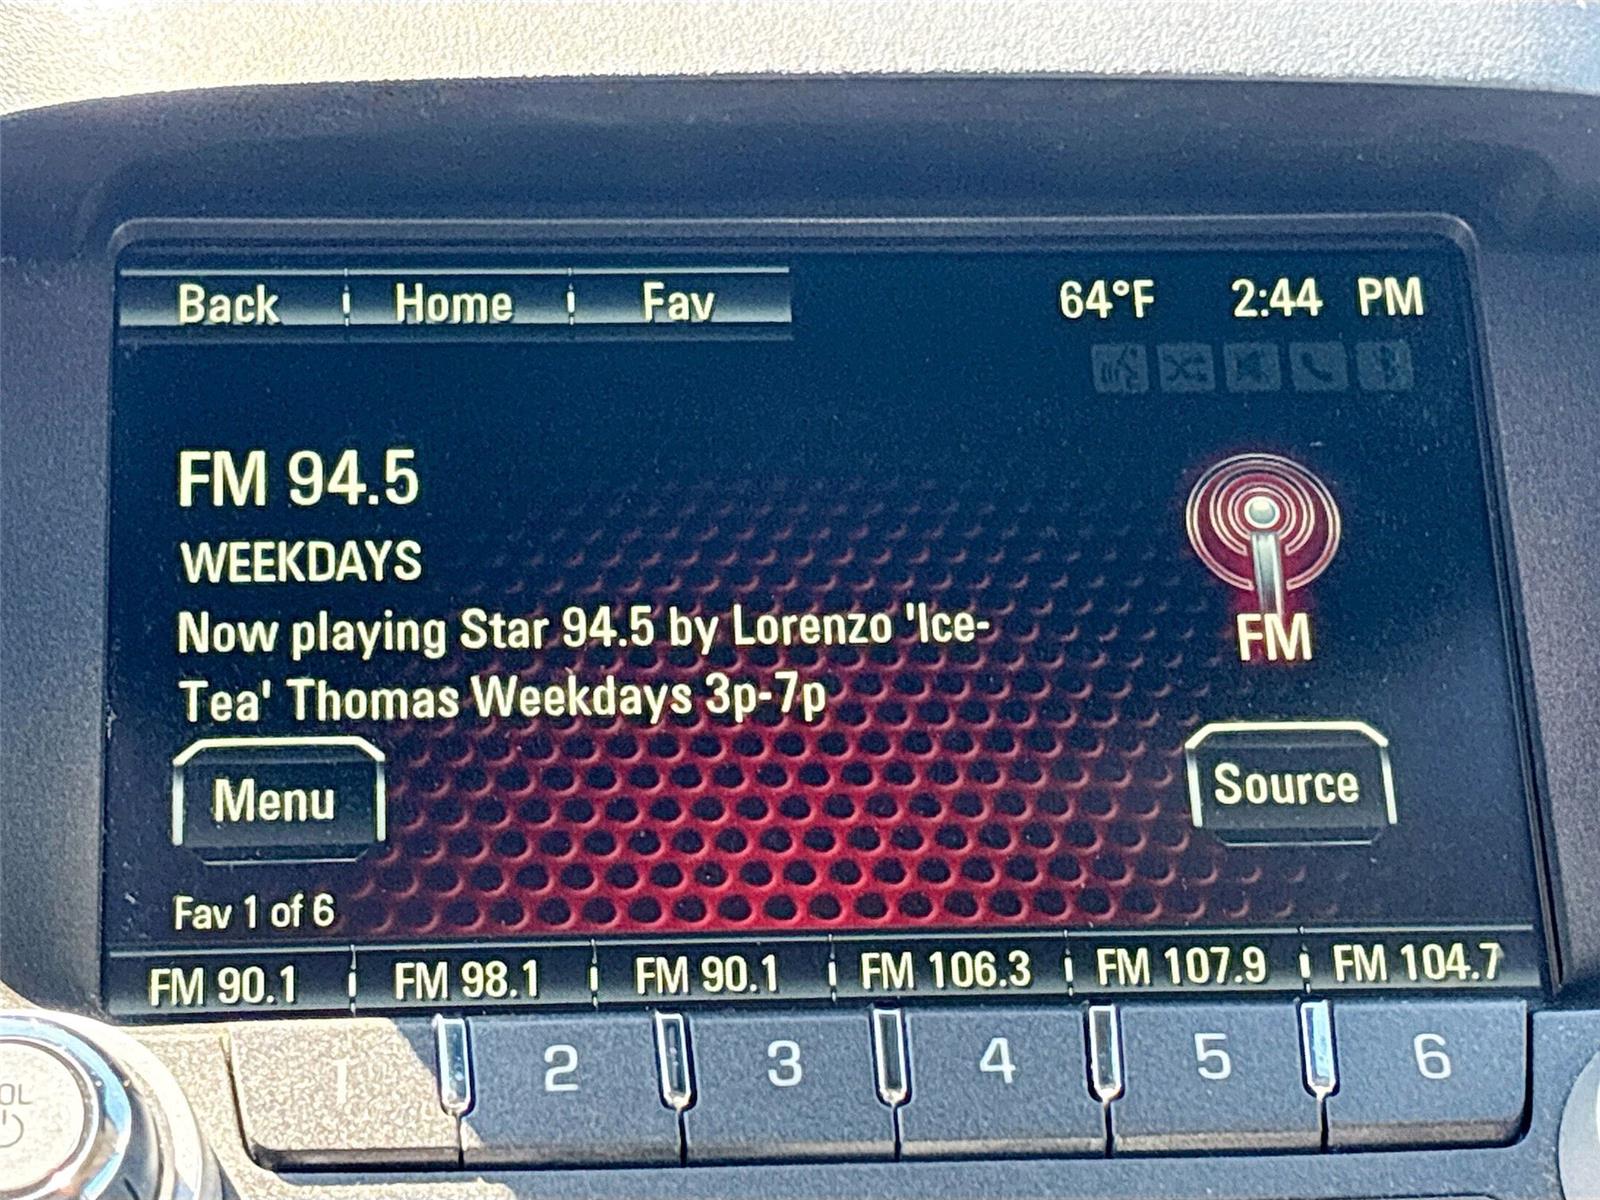 Back Home Fav 64°F 2:44 PM
FM 94.5
WEEKDAYS
Now playing Star 94.5 by Lorenzo 'Ice-
Tea' Thomas Weekdays 3p-7p
FM
Menu
Source
Fav 1 of 6
FM 90.1 FM 98.1 FM 90.1 FM 106.3 FM 107.9 FM 104.7
1 2 3 4 5 6
OL